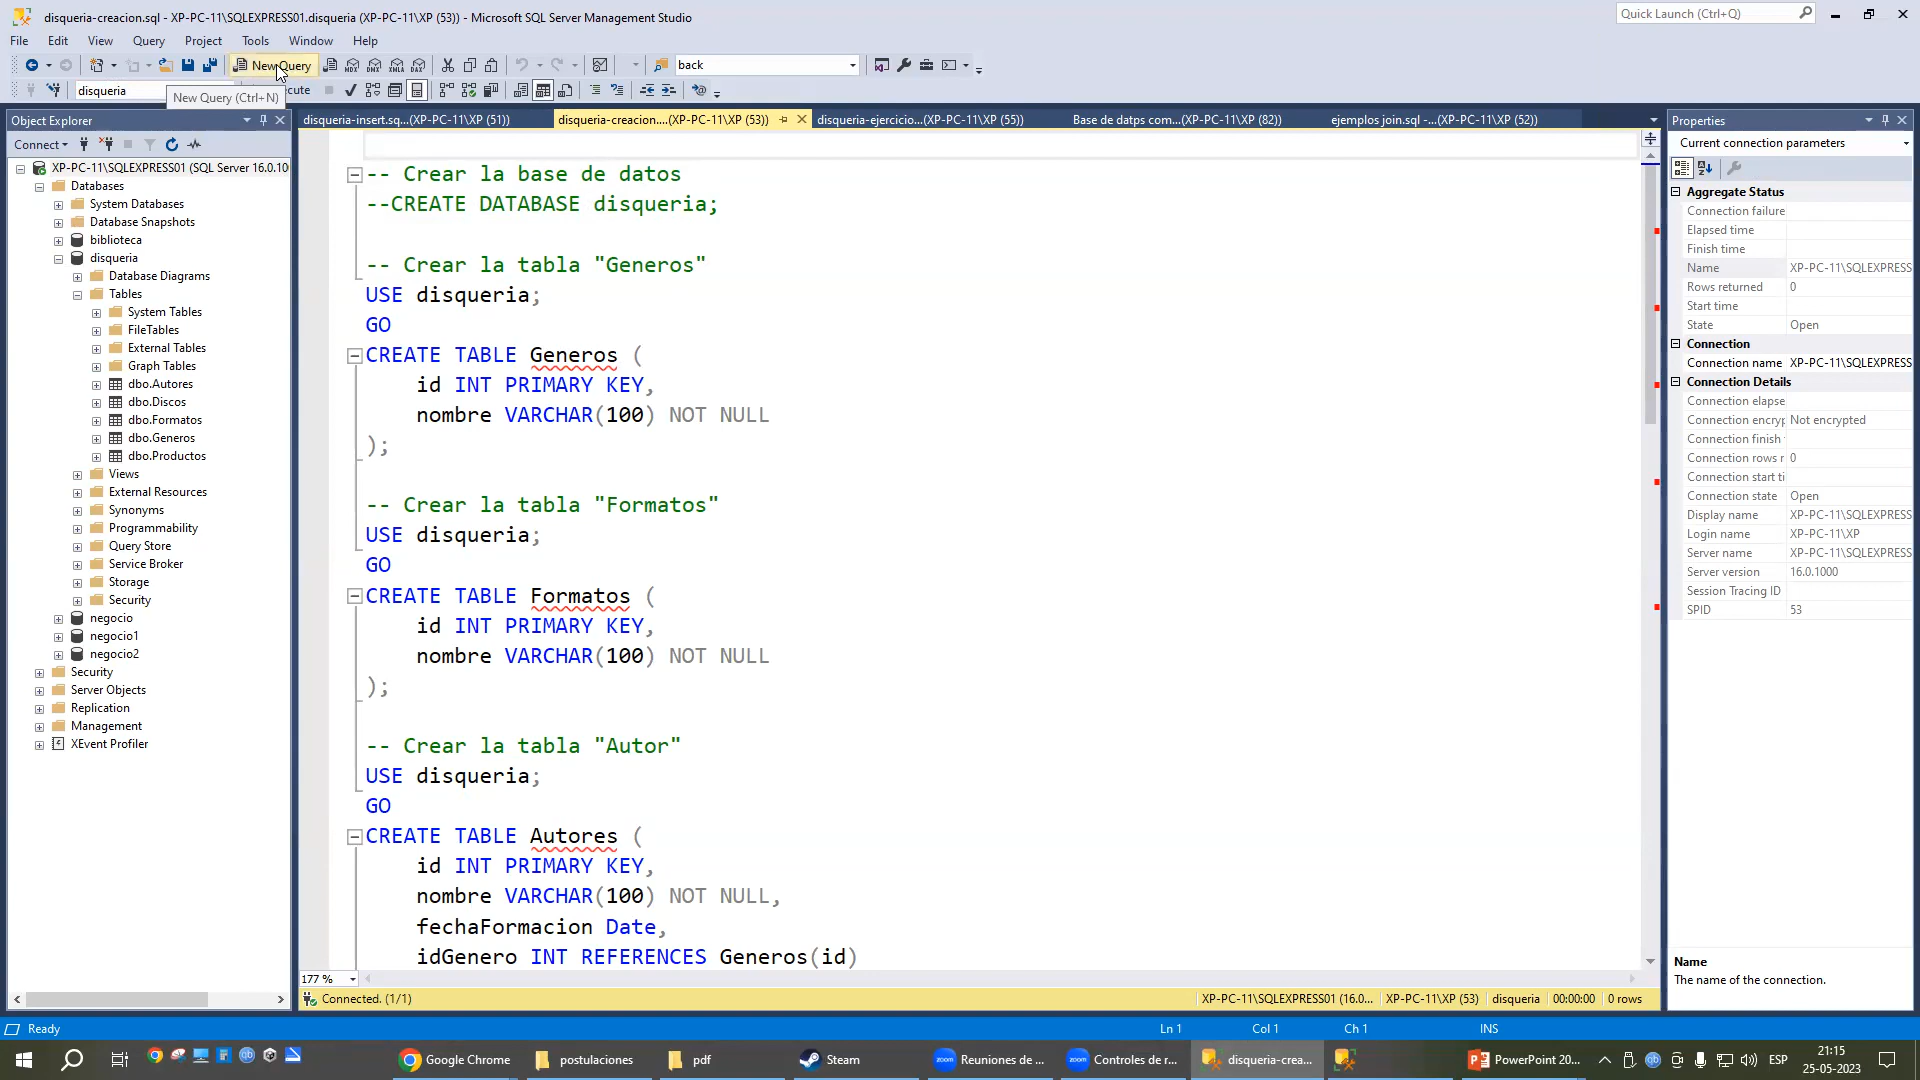 disqueria-creacion.sql - XP-PC-11\SQLEXPRESS01.disqueria (XP-PC-11\XP (53)) - Microsoft SQL Server Management Studio
Quick Launch (Ctrl+Q)
File Edit View Query Project Tools Window Help
New Query
back
disqueria
New Query (Ctrl+N)
Object Explorer
disqueria-insert.sq...(XP-PC-11\XP (51))
disqueria-creacion....(XP-PC-11\XP (53))
disqueria-ejercicio...(XP-PC-11\XP (55))
Base de datps com...(XP-PC-11\XP (82))
ejemplos join.sql -...(XP-PC-11\XP (52))
Connect
XP-PC-11\SQLEXPRESS01 (SQL Server 16.0.10
Databases
System Databases
Database Snapshots
biblioteca
disqueria
Database Diagrams
Tables
System Tables
FileTables
External Tables
Graph Tables
dbo.Autores
dbo.Discos
dbo.Formatos
dbo.Generos
dbo.Productos
Views
External Resources
Synonyms
Programmability
Query Store
Service Broker
Storage
Security
negocio
negocio1
negocio2
Security
Server Objects
Replication
Management
XEvent Profiler
-- Crear la base de datos
--CREATE DATABASE disqueria;
-- Crear la tabla "Generos"
USE disqueria;
GO
CREATE TABLE Generos (
id INT PRIMARY KEY,
nombre VARCHAR(100) NOT NULL
);
-- Crear la tabla "Formatos"
USE disqueria;
GO
CREATE TABLE Formatos (
id INT PRIMARY KEY,
nombre VARCHAR(100) NOT NULL
);
-- Crear la tabla "Autor"
USE disqueria;
GO
CREATE TABLE Autores (
id INT PRIMARY KEY,
nombre VARCHAR(100) NOT NULL,
fechaFormacion Date,
idGenero INT REFERENCES Generos(id)
177 %
Connected. (1/1)
XP-PC-11\SQLEXPRESS01 (16.0... XP-PC-11\XP (53) disqueria 00:00:00 0 rows
Properties
Current connection parameters
Aggregate Status
Connection failure
Elapsed time
Finish time
Name XP-PC-11\SQLEXPRESS
Rows returned 0
Start time
State Open
Connection
Connection name XP-PC-11\SQLEXPRESS
Connection Details
Connection elapse
Connection encryp Not encrypted
Connection finish
Connection rows r 0
Connection start ti
Connection state Open
Display name XP-PC-11\SQLEXPRESS
Login name XP-PC-11\XP
Server name XP-PC-11\SQLEXPRESS
Server version 16.0.1000
Session Tracing ID
SPID 53
Name
The name of the connection.
Ready Ln 1 Col 1 Ch 1 INS
Google Chrome
postulaciones
pdf
Steam
Reuniones de ...
Controles de r...
disqueria-crea...
PowerPoint 20...
ESP
21:15
25-05-2023